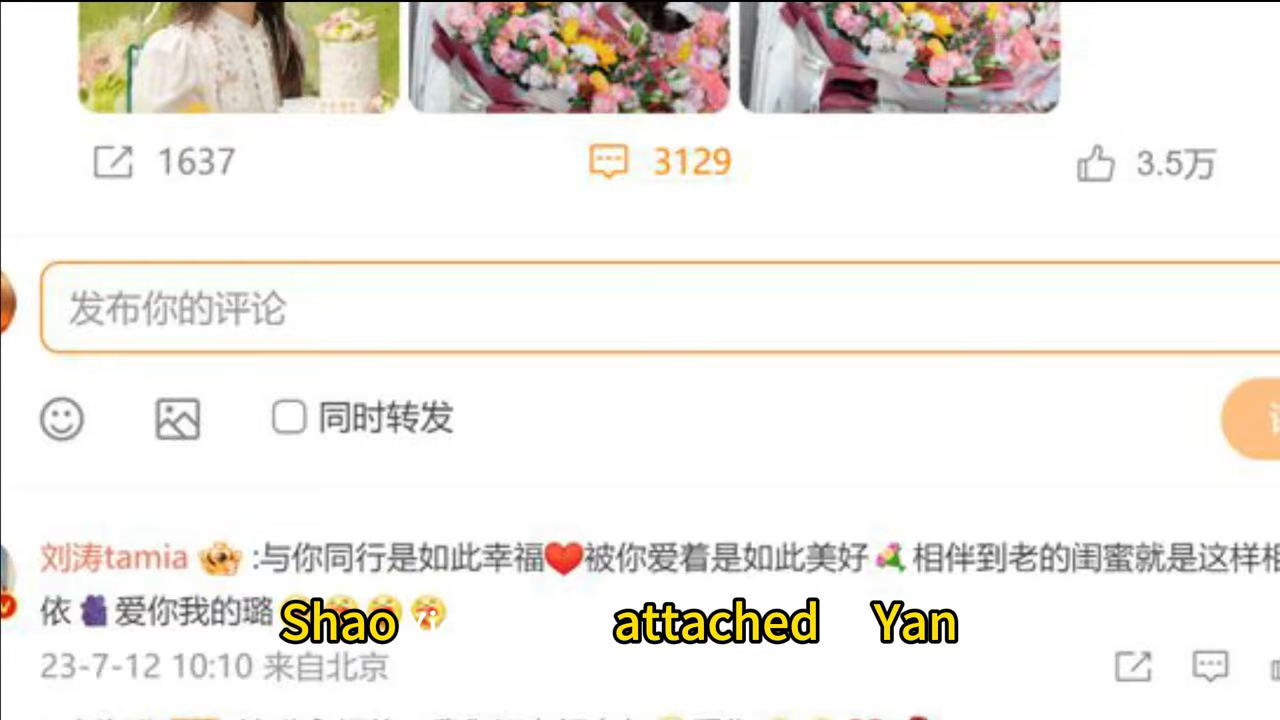 1637 3129 3.5万
发布你的评论
同时转发
刘涛tamia :与你同行是如此幸福 被你爱着是如此美好 相伴到老的闺蜜就是这样相
依 爱你我的璐
Shao attached Yan
23-7-12 10:10 来自北京